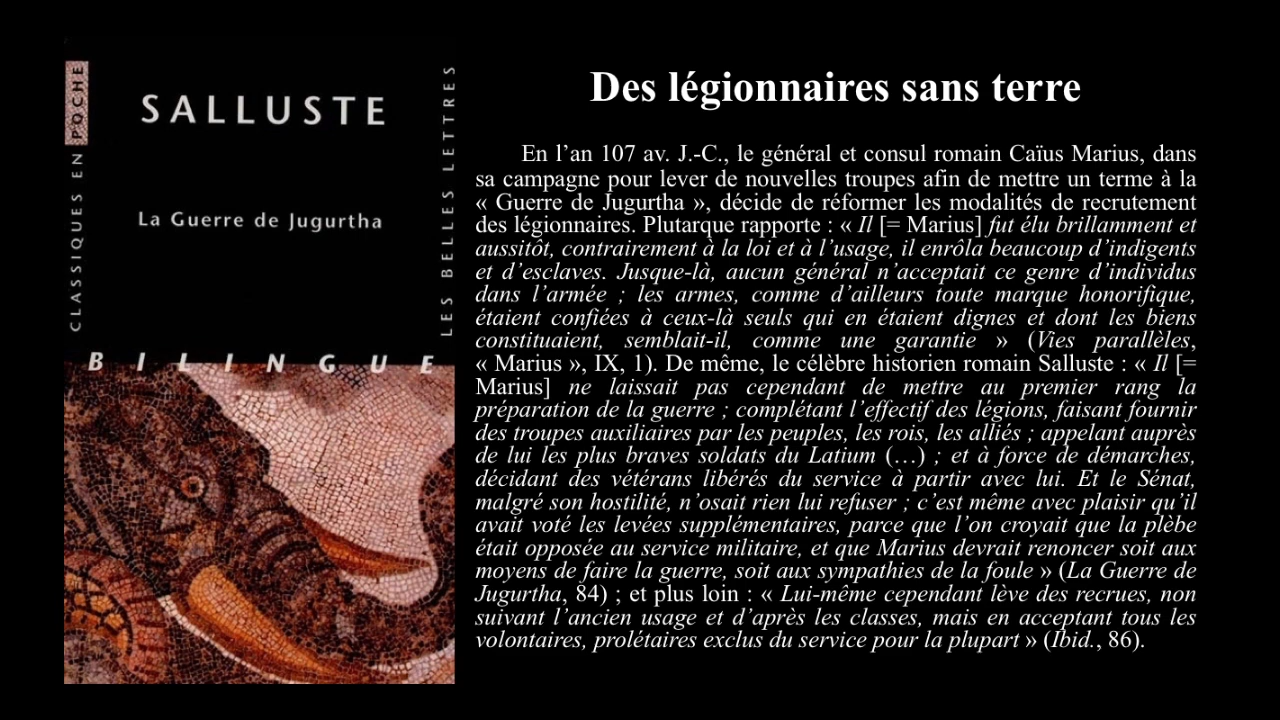 CLASSIQUES EN POCHE
SALLUSTE
La Guerre de Jugurtha
LES BELLES LETTRES
BILINGUE
Des légionnaires sans terre
En l’an 107 av. J.-C., le général et consul romain Caïus Marius, dans
sa campagne pour lever de nouvelles troupes afin de mettre un terme à la
« Guerre de Jugurtha », décide de réformer les modalités de recrutement
des légionnaires. Plutarque rapporte : « Il [= Marius] fut élu brillamment et
aussitôt, contrairement à la loi et à l’usage, il enrôla beaucoup d’indigents
et d’esclaves. Jusque-là, aucun général n’acceptait ce genre d’individus
dans l’armée ; les armes, comme d’ailleurs toute marque honorifique,
étaient confiées à ceux-là seuls qui en étaient dignes et dont les biens
constituaient, semblait-il, comme une garantie » (Vies parallèles,
« Marius », IX, 1). De même, le célèbre historien romain Salluste : « Il [=
Marius] ne laissait pas cependant de mettre au premier rang la
préparation de la guerre ; complétant l’effectif des légions, faisant fournir
des troupes auxiliaires par les peuples, les rois, les alliés ; appelant auprès
de lui les plus braves soldats du Latium (…) ; et à force de démarches,
décidant des vétérans libérés du service à partir avec lui. Et le Sénat,
malgré son hostilité, n’osait rien lui refuser ; c’est même avec plaisir qu’il
avait voté les levées supplémentaires, parce que l’on croyait que la plèbe
était opposée au service militaire, et que Marius devrait renoncer soit aux
moyens de faire la guerre, soit aux sympathies de la foule » (La Guerre de
Jugurtha, 84) ; et plus loin : « Lui-même cependant lève des recrues, non
suivant l’ancien usage et d’après les classes, mais en acceptant tous les
volontaires, prolétaires exclus du service pour la plupart » (Ibid., 86).